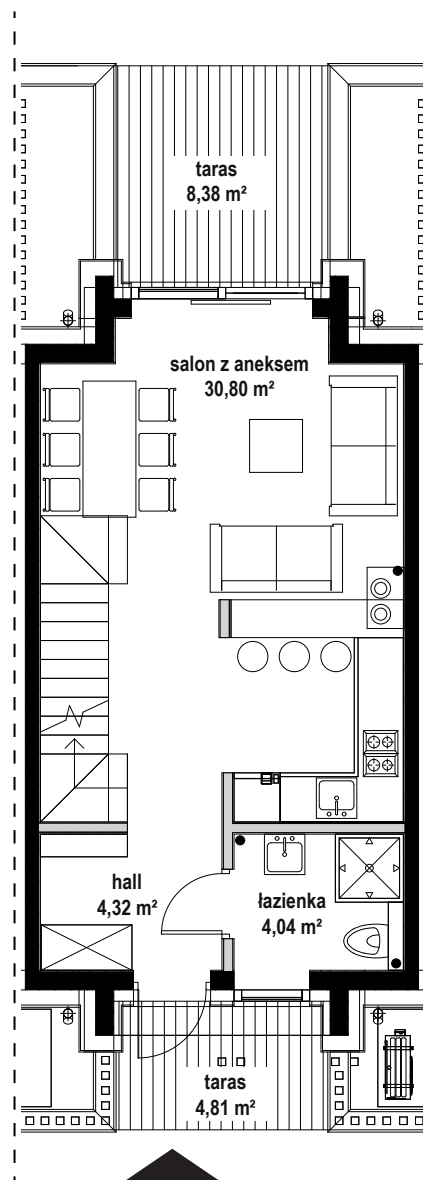 taras
8,38 m²
salon z aneksem
30,80 m²
hall
4,32 m²
łazienka
4,04 m²
taras
4,81 m²